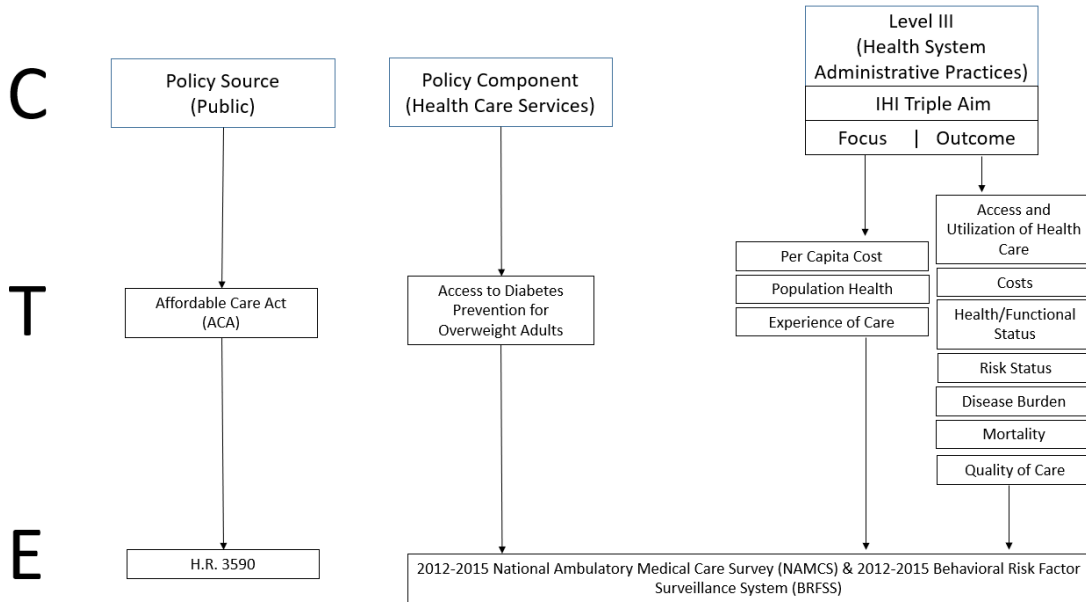 C
Policy Source
(Public)
Policy Component
(Health Care Services)
Level III
(Health System
Administrative Practices)
IHI Triple Aim
Focus | Outcome
T
Affordable Care Act
(ACA)
Access to Diabetes
Prevention for
Overweight Adults
Per Capita Cost
Population Health
Experience of Care
Access and
Utilization of Health
Care
Costs
Health/Functional
Status
Risk Status
Disease Burden
Mortality
Quality of Care
E
H.R. 3590
2012-2015 National Ambulatory Medical Care Survey (NAMCS) & 2012-2015 Behavioral Risk Factor
Surveillance System (BRFSS)